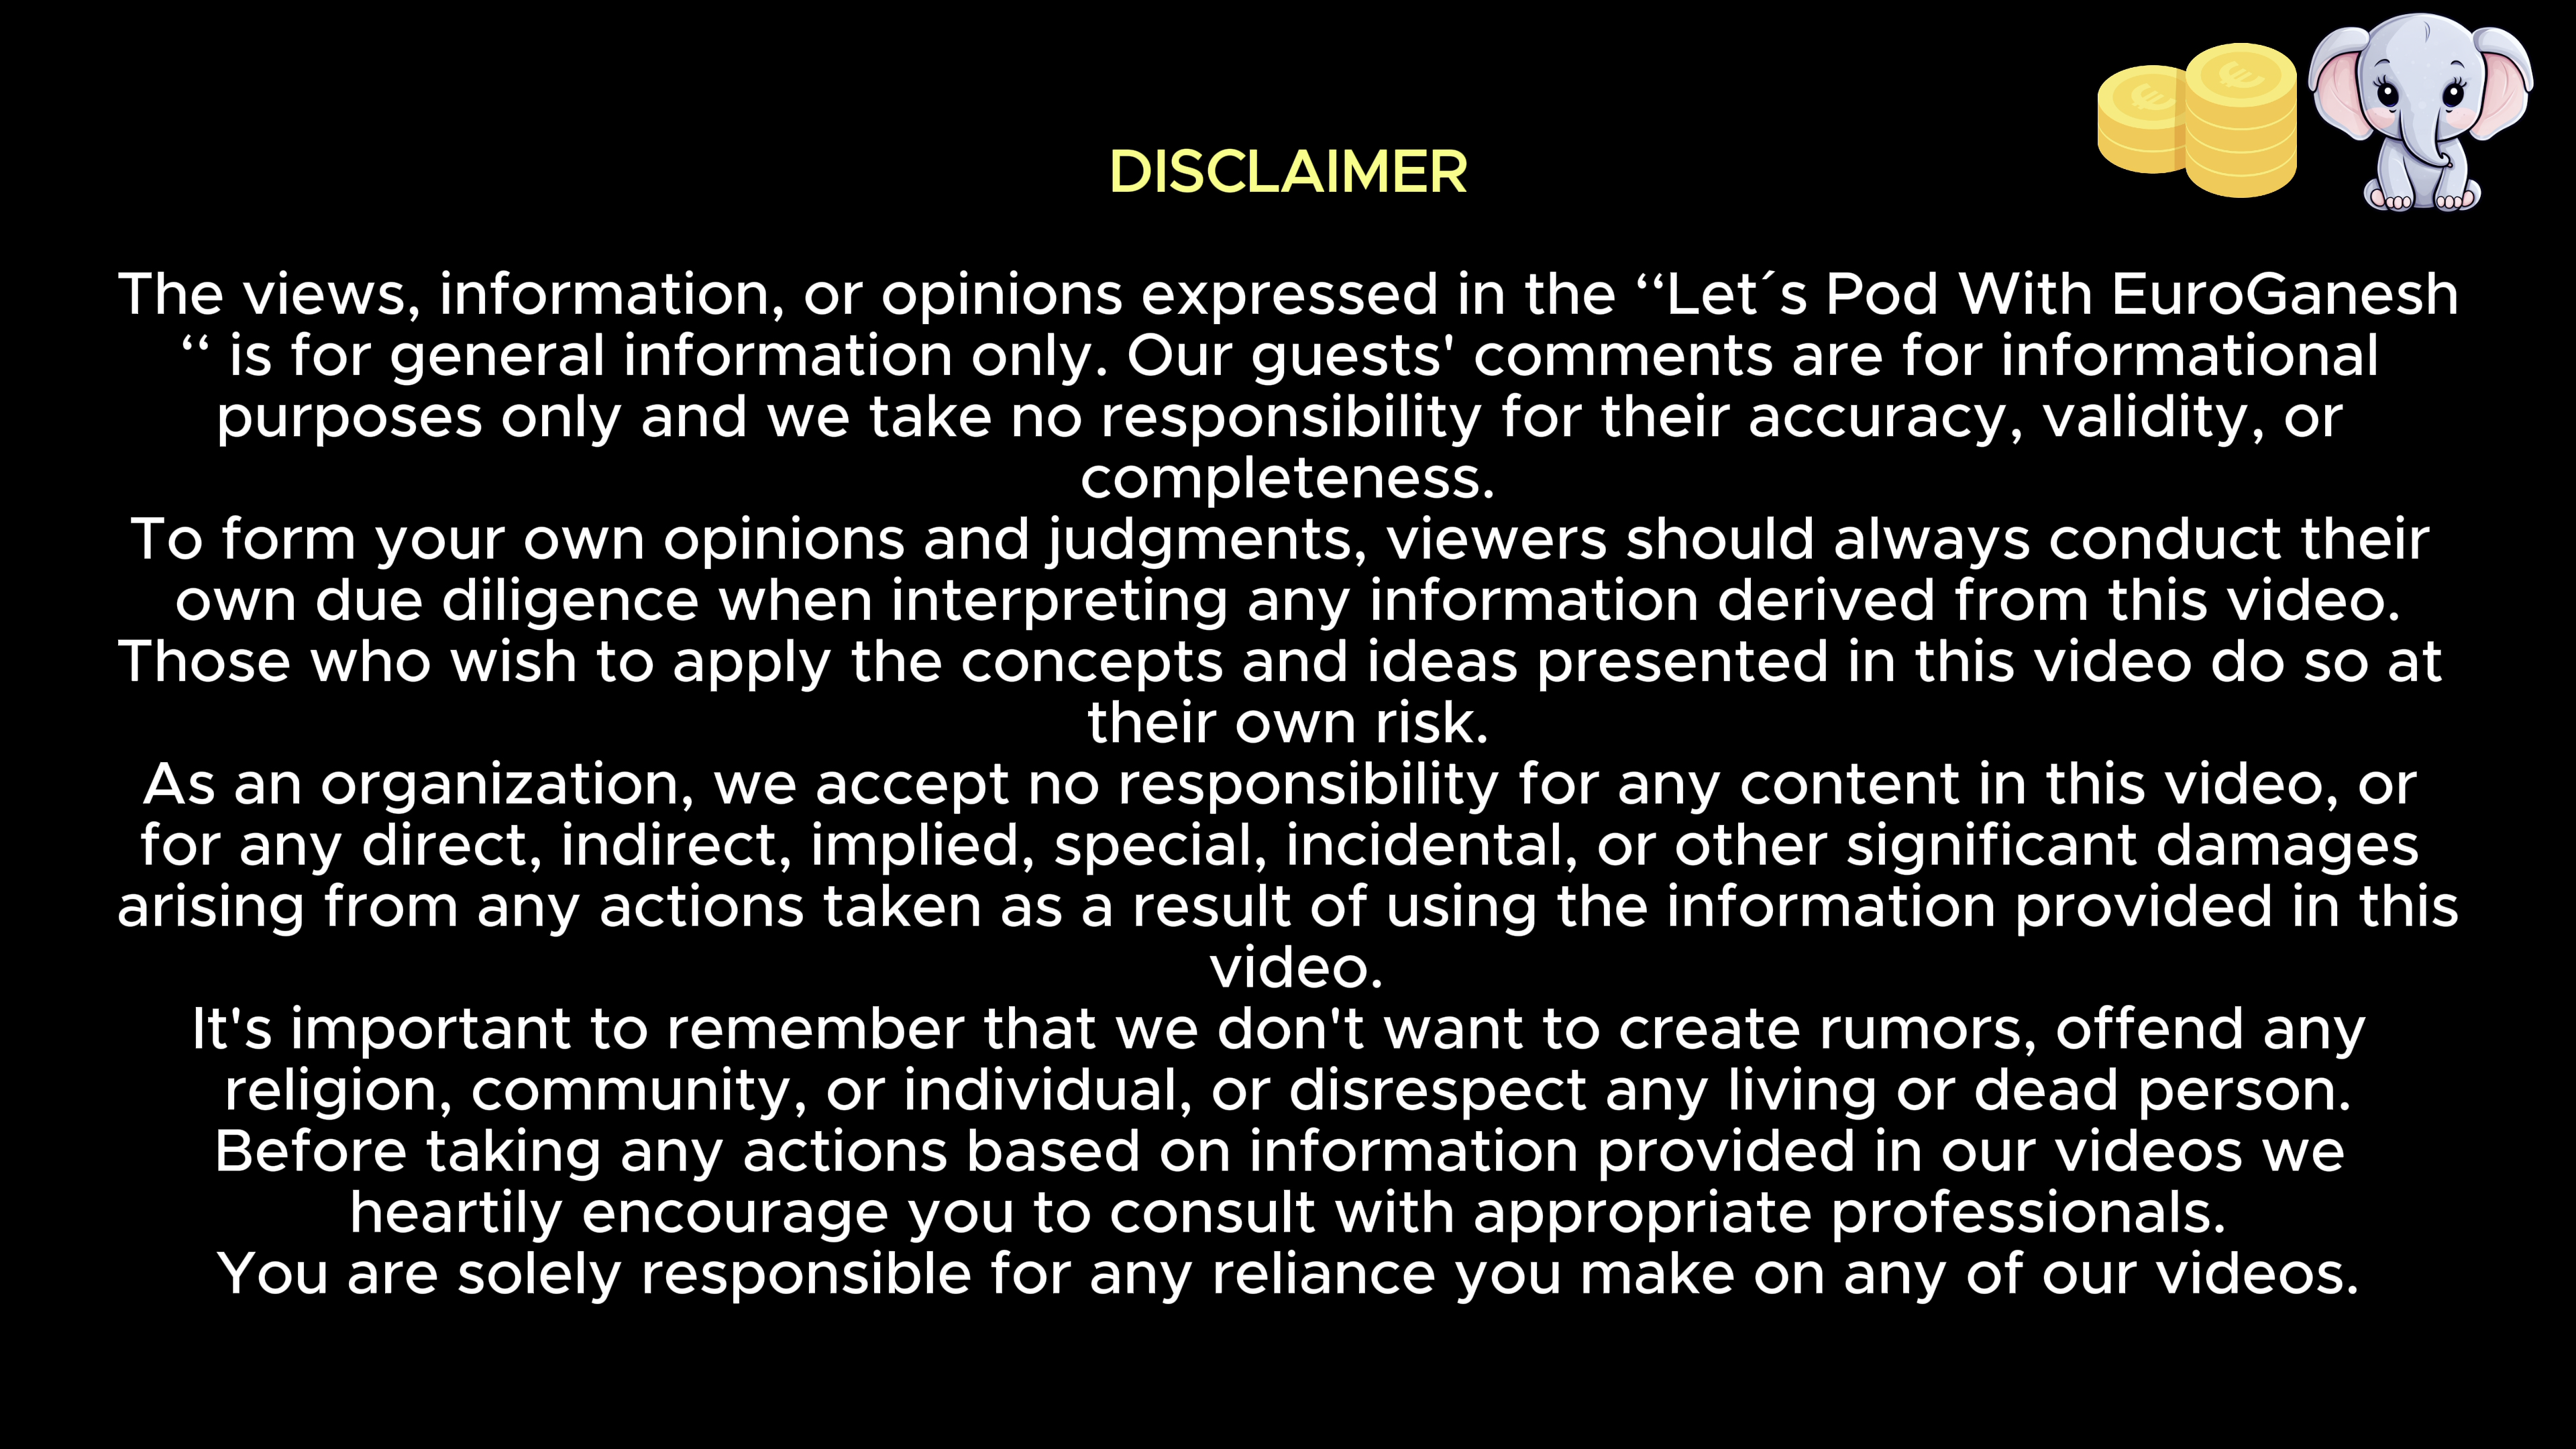 DISCLAIMER
The views, information, or opinions expressed in the “Let´s Pod With EuroGanesh
“ is for general information only. Our guests' comments are for informational
purposes only and we take no responsibility for their accuracy, validity, or
completeness.
To form your own opinions and judgments, viewers should always conduct their
own due diligence when interpreting any information derived from this video.
Those who wish to apply the concepts and ideas presented in this video do so at
their own risk.
As an organization, we accept no responsibility for any content in this video, or
for any direct, indirect, implied, special, incidental, or other significant damages
arising from any actions taken as a result of using the information provided in this
video.
It's important to remember that we don't want to create rumors, offend any
religion, community, or individual, or disrespect any living or dead person.
Before taking any actions based on information provided in our videos we
heartily encourage you to consult with appropriate professionals.
You are solely responsible for any reliance you make on any of our videos.